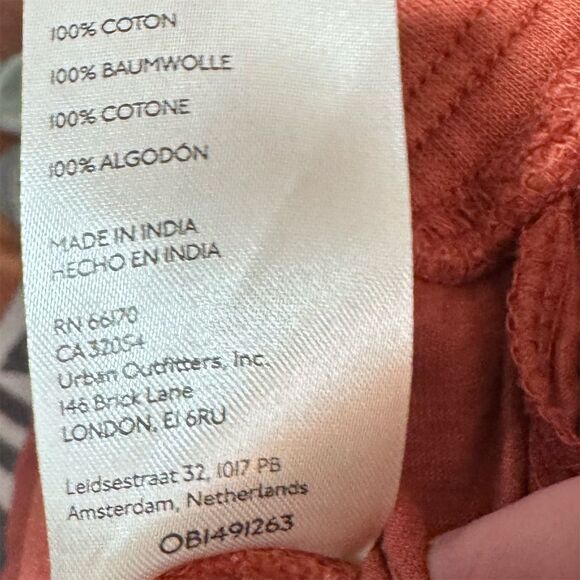 100% COTON
100% BAUMWOLLE
100% COTONE
100% ALGODÓN
MADE IN INDIA
HECHO EN INDIA
RN 66170
CA 32054
Urban Outfitters, Inc.
146 Brick Lane
LONDON, E1 6RU
Leidsestraat 32, 1017 PB
Amsterdam, Netherlands
OB1491263